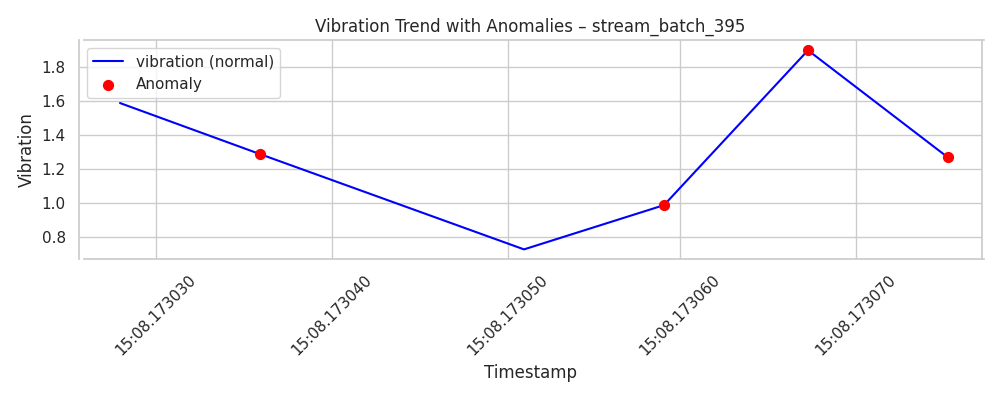 Vibration Trend with Anomalies – stream_batch_395
vibration (normal)
Anomaly
Vibration
1.8
1.6
1.4
1.2
1.0
0.8
15:08.173030
15:08.173040
15:08.173050
15:08.173060
15:08.173070
Timestamp